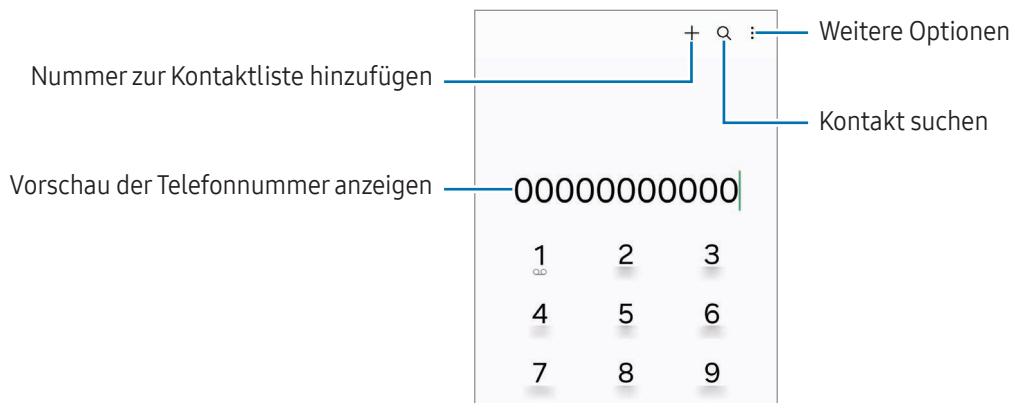 Weitere Optionen
Nummer zur Kontaktliste hinzufügen
Kontakt suchen
Vorschau der Telefonnummer anzeigen
00000000000
1 2 3
4 5 6
7 8 9